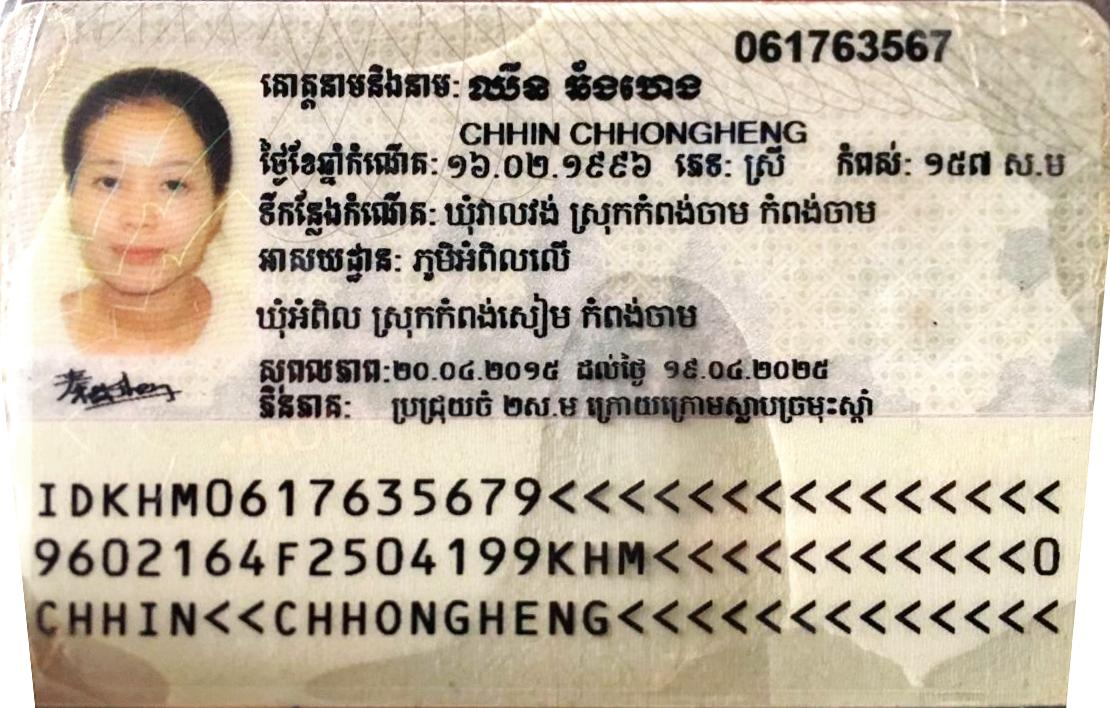 061763567
គោត្តនាមនិងនាម: ឈីន ឆុងហេង
CHHIN CHHONGHENG
ថ្ងៃខែឆ្នាំកំណើត: ១៦.០២.១៩៩៦ ភេទ: ស្រី កំពស់: ១៥៧ ស.ម
ទីកន្លែងកំណើត: ឃុំវាលវង់ ស្រុកកំពង់ចាម កំពង់ចាម
អាសយដ្ឋាន: ភូមិអំពិលលើ
ឃុំអំពិល ស្រុកកំពង់សៀម កំពង់ចាម
សុពលភាព:២០.០៤.២០១៥ ដល់ថ្ងៃ ១៩.០៤.២០២៥
ភិនភាគ: ប្រជ្រុយចំ ២ស.ម ក្រោយក្រោមស្លាបច្រមុះស្តាំ
IDKHM0617635679<<<<<<<<<<<<<<<
9602164F2504199KHM<<<<<<<<<<<0
CHHIN<<CHHONGHENG<<<<<<<<<<<<<